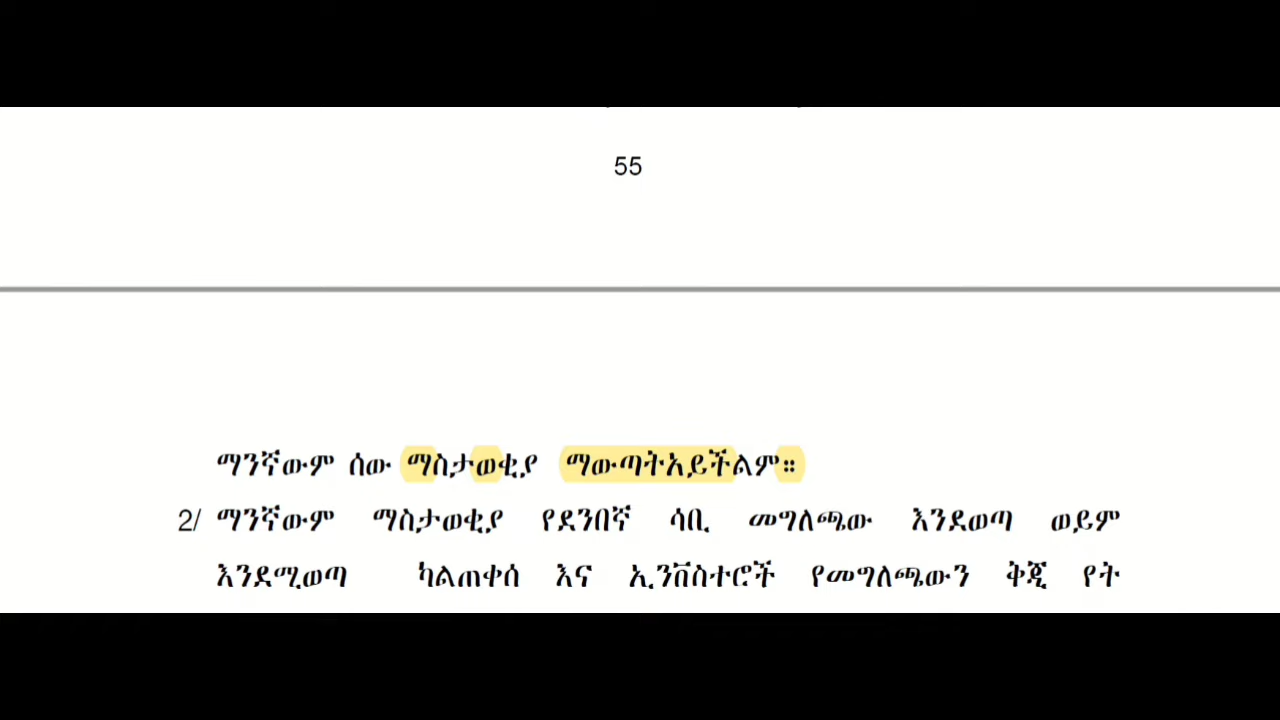 55
ማንኛውም ሰው ማስታወቂያ ማውጣትአይችልም።
2/ ማንኛውም ማስታወቂያ የደንበኛ ሳቢ መግለጫው እንደወጣ ወይም
እንደሚወጣ ካልጠቀሰ እና ኢንቨስተሮች የመግለጫውን ቅጂ የት